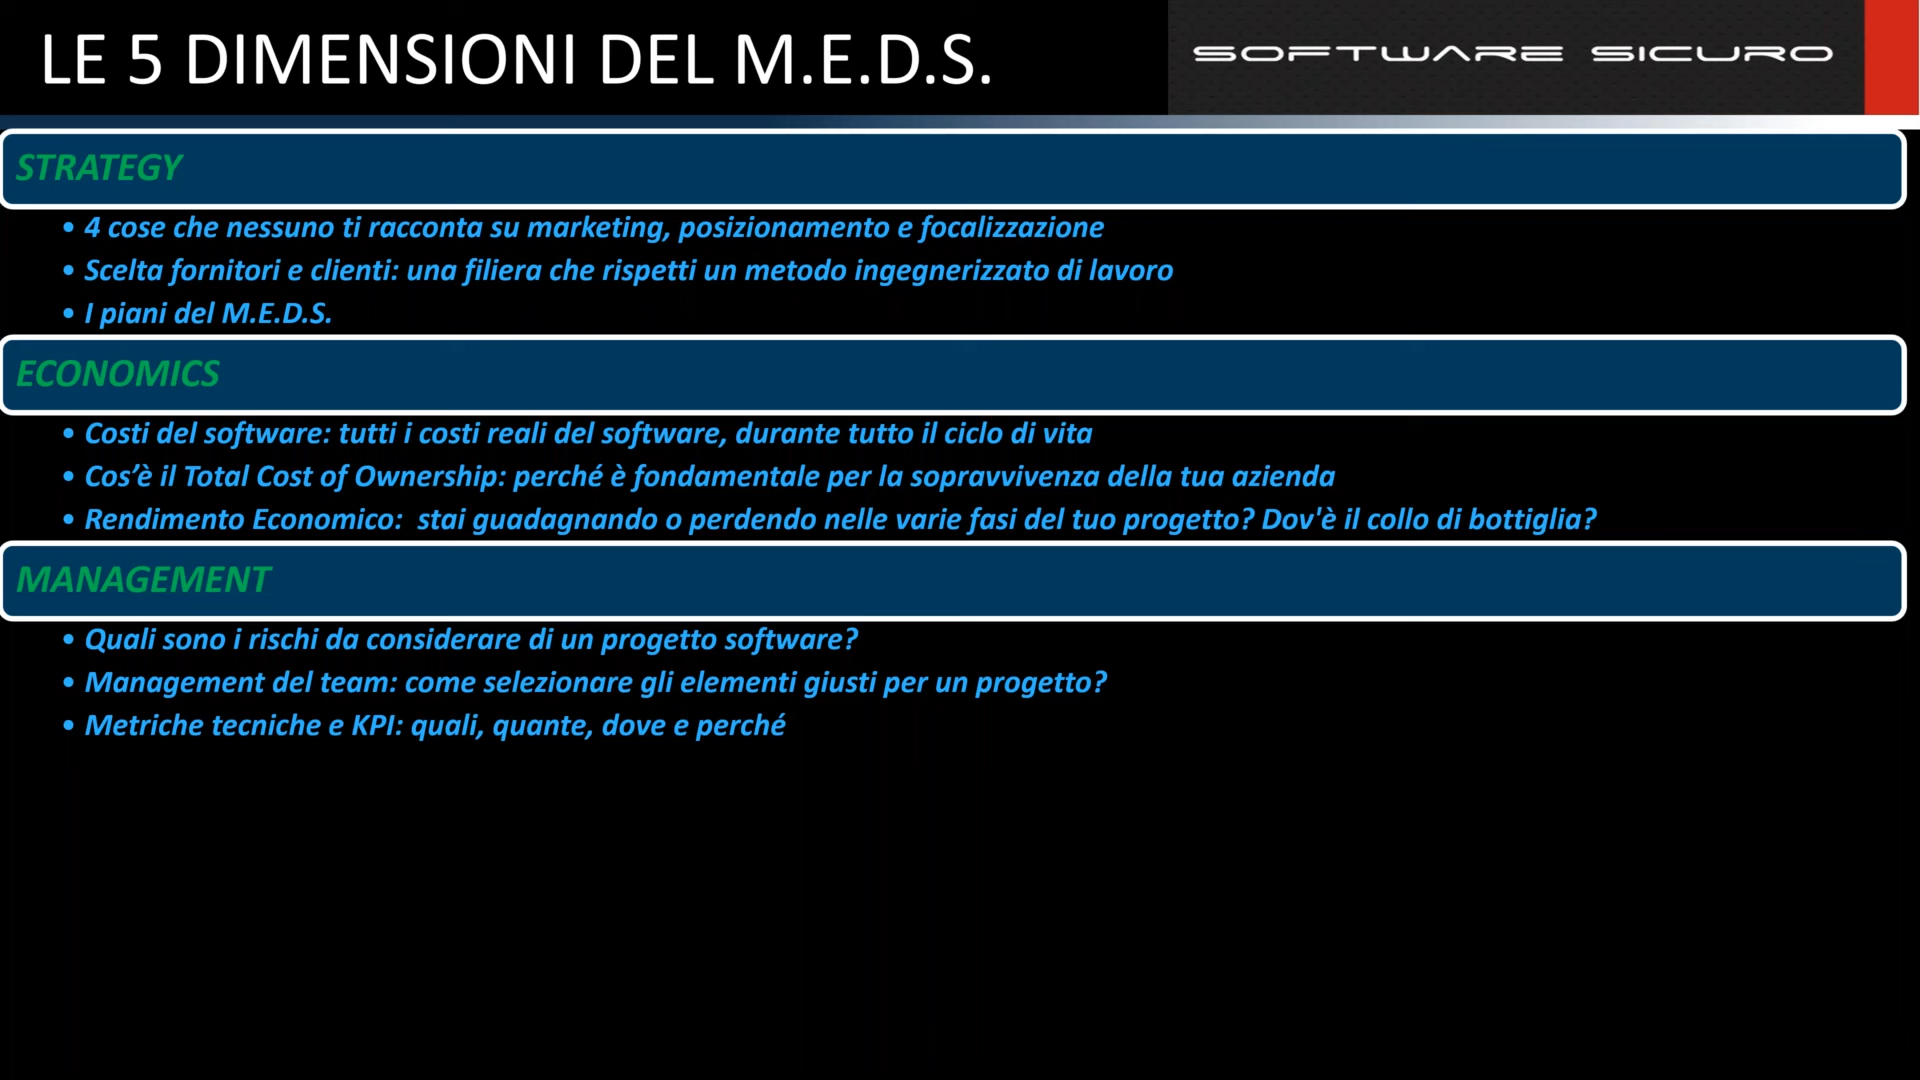 LE 5 DIMENSIONI DEL M.E.D.S.
SOFTWARE SICURO
STRATEGY
• 4 cose che nessuno ti racconta su marketing, posizionamento e focalizzazione
• Scelta fornitori e clienti: una filiera che rispetti un metodo ingegnerizzato di lavoro
• I piani del M.E.D.S.
ECONOMICS
• Costi del software: tutti i costi reali del software, durante tutto il ciclo di vita
• Cos’è il Total Cost of Ownership: perché è fondamentale per la sopravvivenza della tua azienda
• Rendimento Economico:  stai guadagnando o perdendo nelle varie fasi del tuo progetto? Dov'è il collo di bottiglia?
MANAGEMENT
• Quali sono i rischi da considerare di un progetto software?
• Management del team: come selezionare gli elementi giusti per un progetto?
• Metriche tecniche e KPI: quali, quante, dove e perché